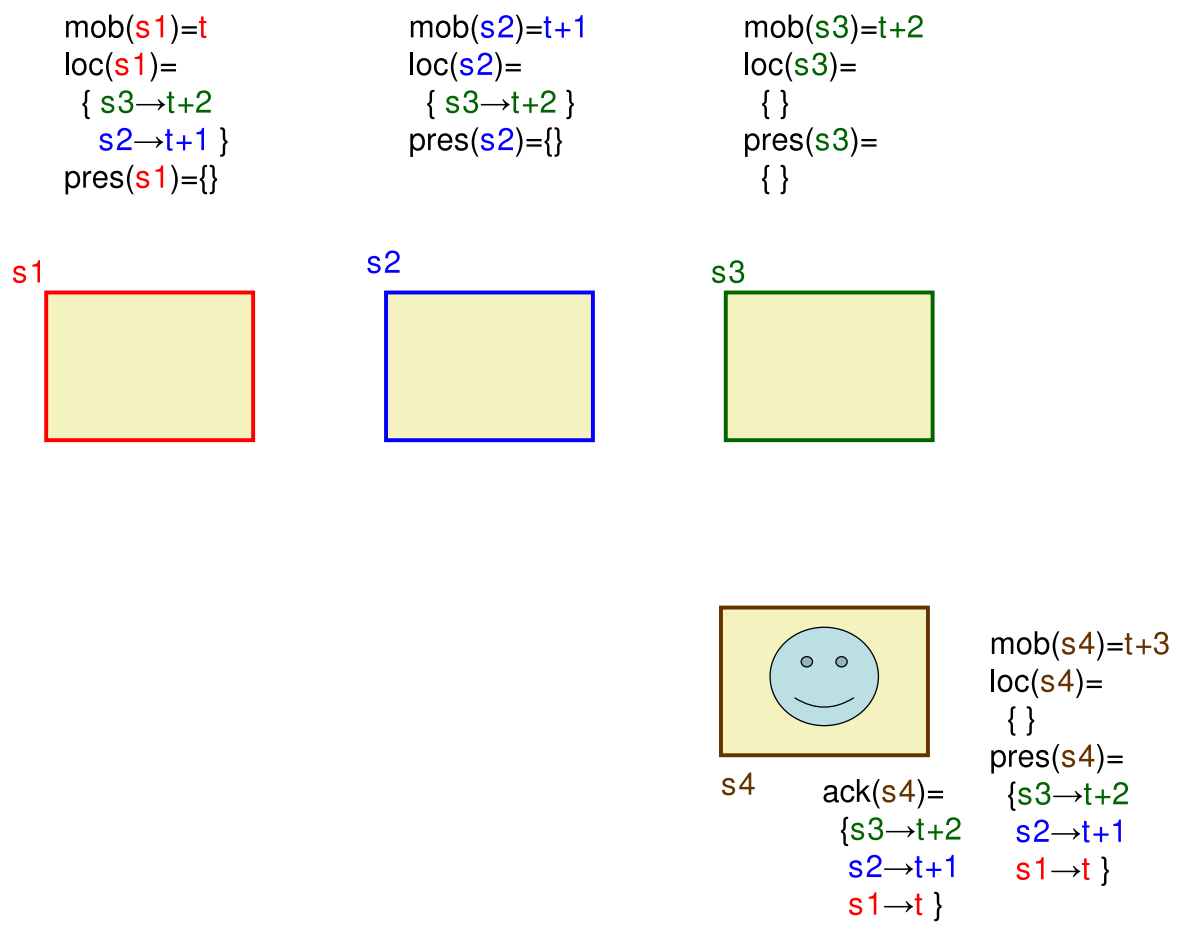 mob(s1)=t
loc(s1)=
{ s3→t+2
s2→t+1 }
pres(s1)={}
mob(s2)=t+1
loc(s2)=
{ s3→t+2 }
pres(s2)={}
mob(s3)=t+2
loc(s3)=
{ }
pres(s3)=
{ }
s1
s2
s3
s4
ack(s4)=
{s3→t+2
s2→t+1
s1→t }
mob(s4)=t+3
loc(s4)=
{ }
pres(s4)=
{s3→t+2
s2→t+1
s1→t }